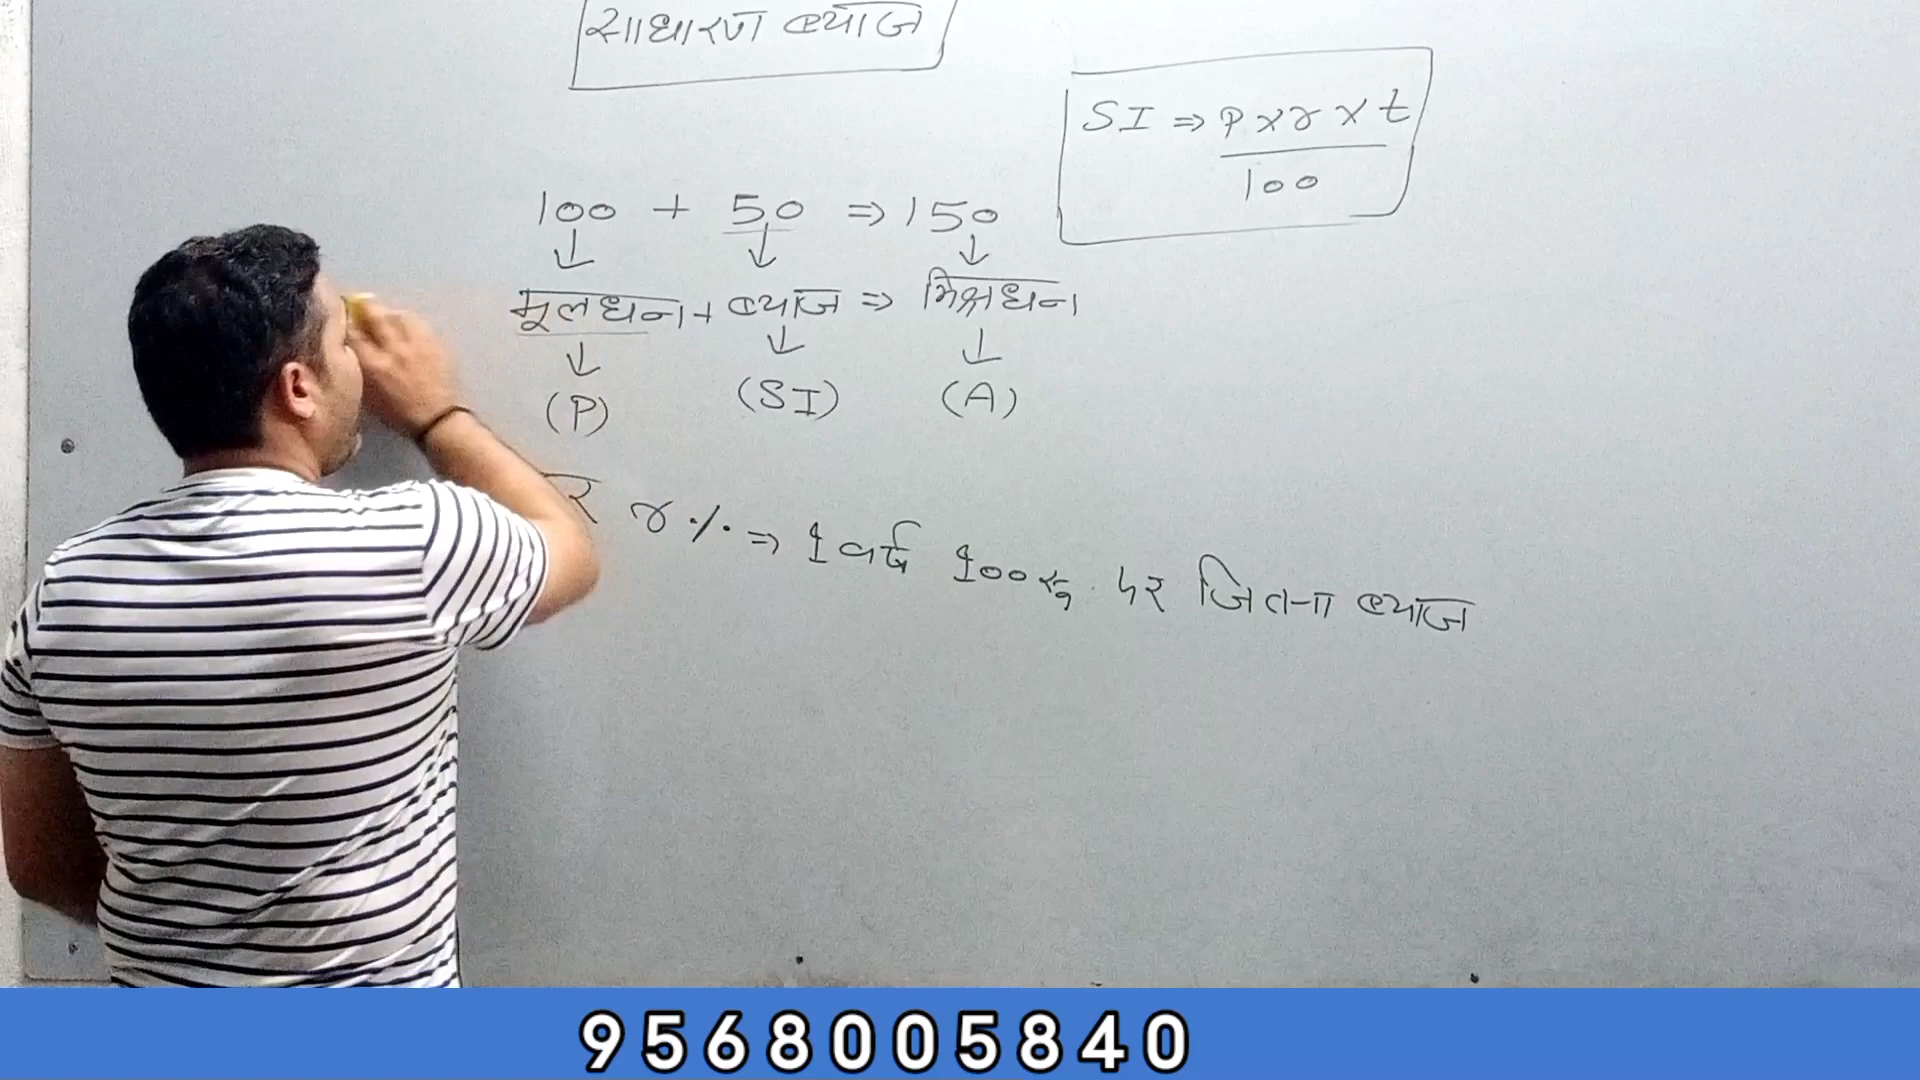 साधारण ब्याज
SI ⇒ P x r x t
100
100 + 50 ⇒ 150
मूलधन + ब्याज ⇒ मिश्रधन
(P) (SI) (A)
r % ⇒ 1 वर्ष 100 रु. पर जितना ब्याज
9568005840